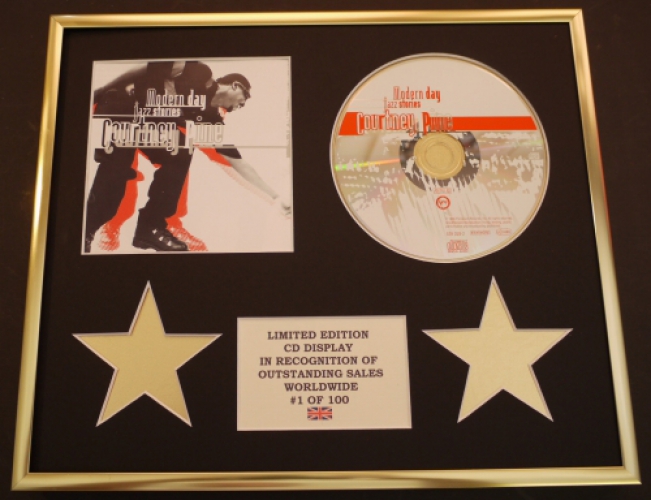 Modern day
jazz stories
Courtney Pine
Modern day
jazz stories
Courtney Pine
LIMITED EDITION
CD DISPLAY
IN RECOGNITION OF
OUTSTANDING SALES
WORLDWIDE
#1 OF 100